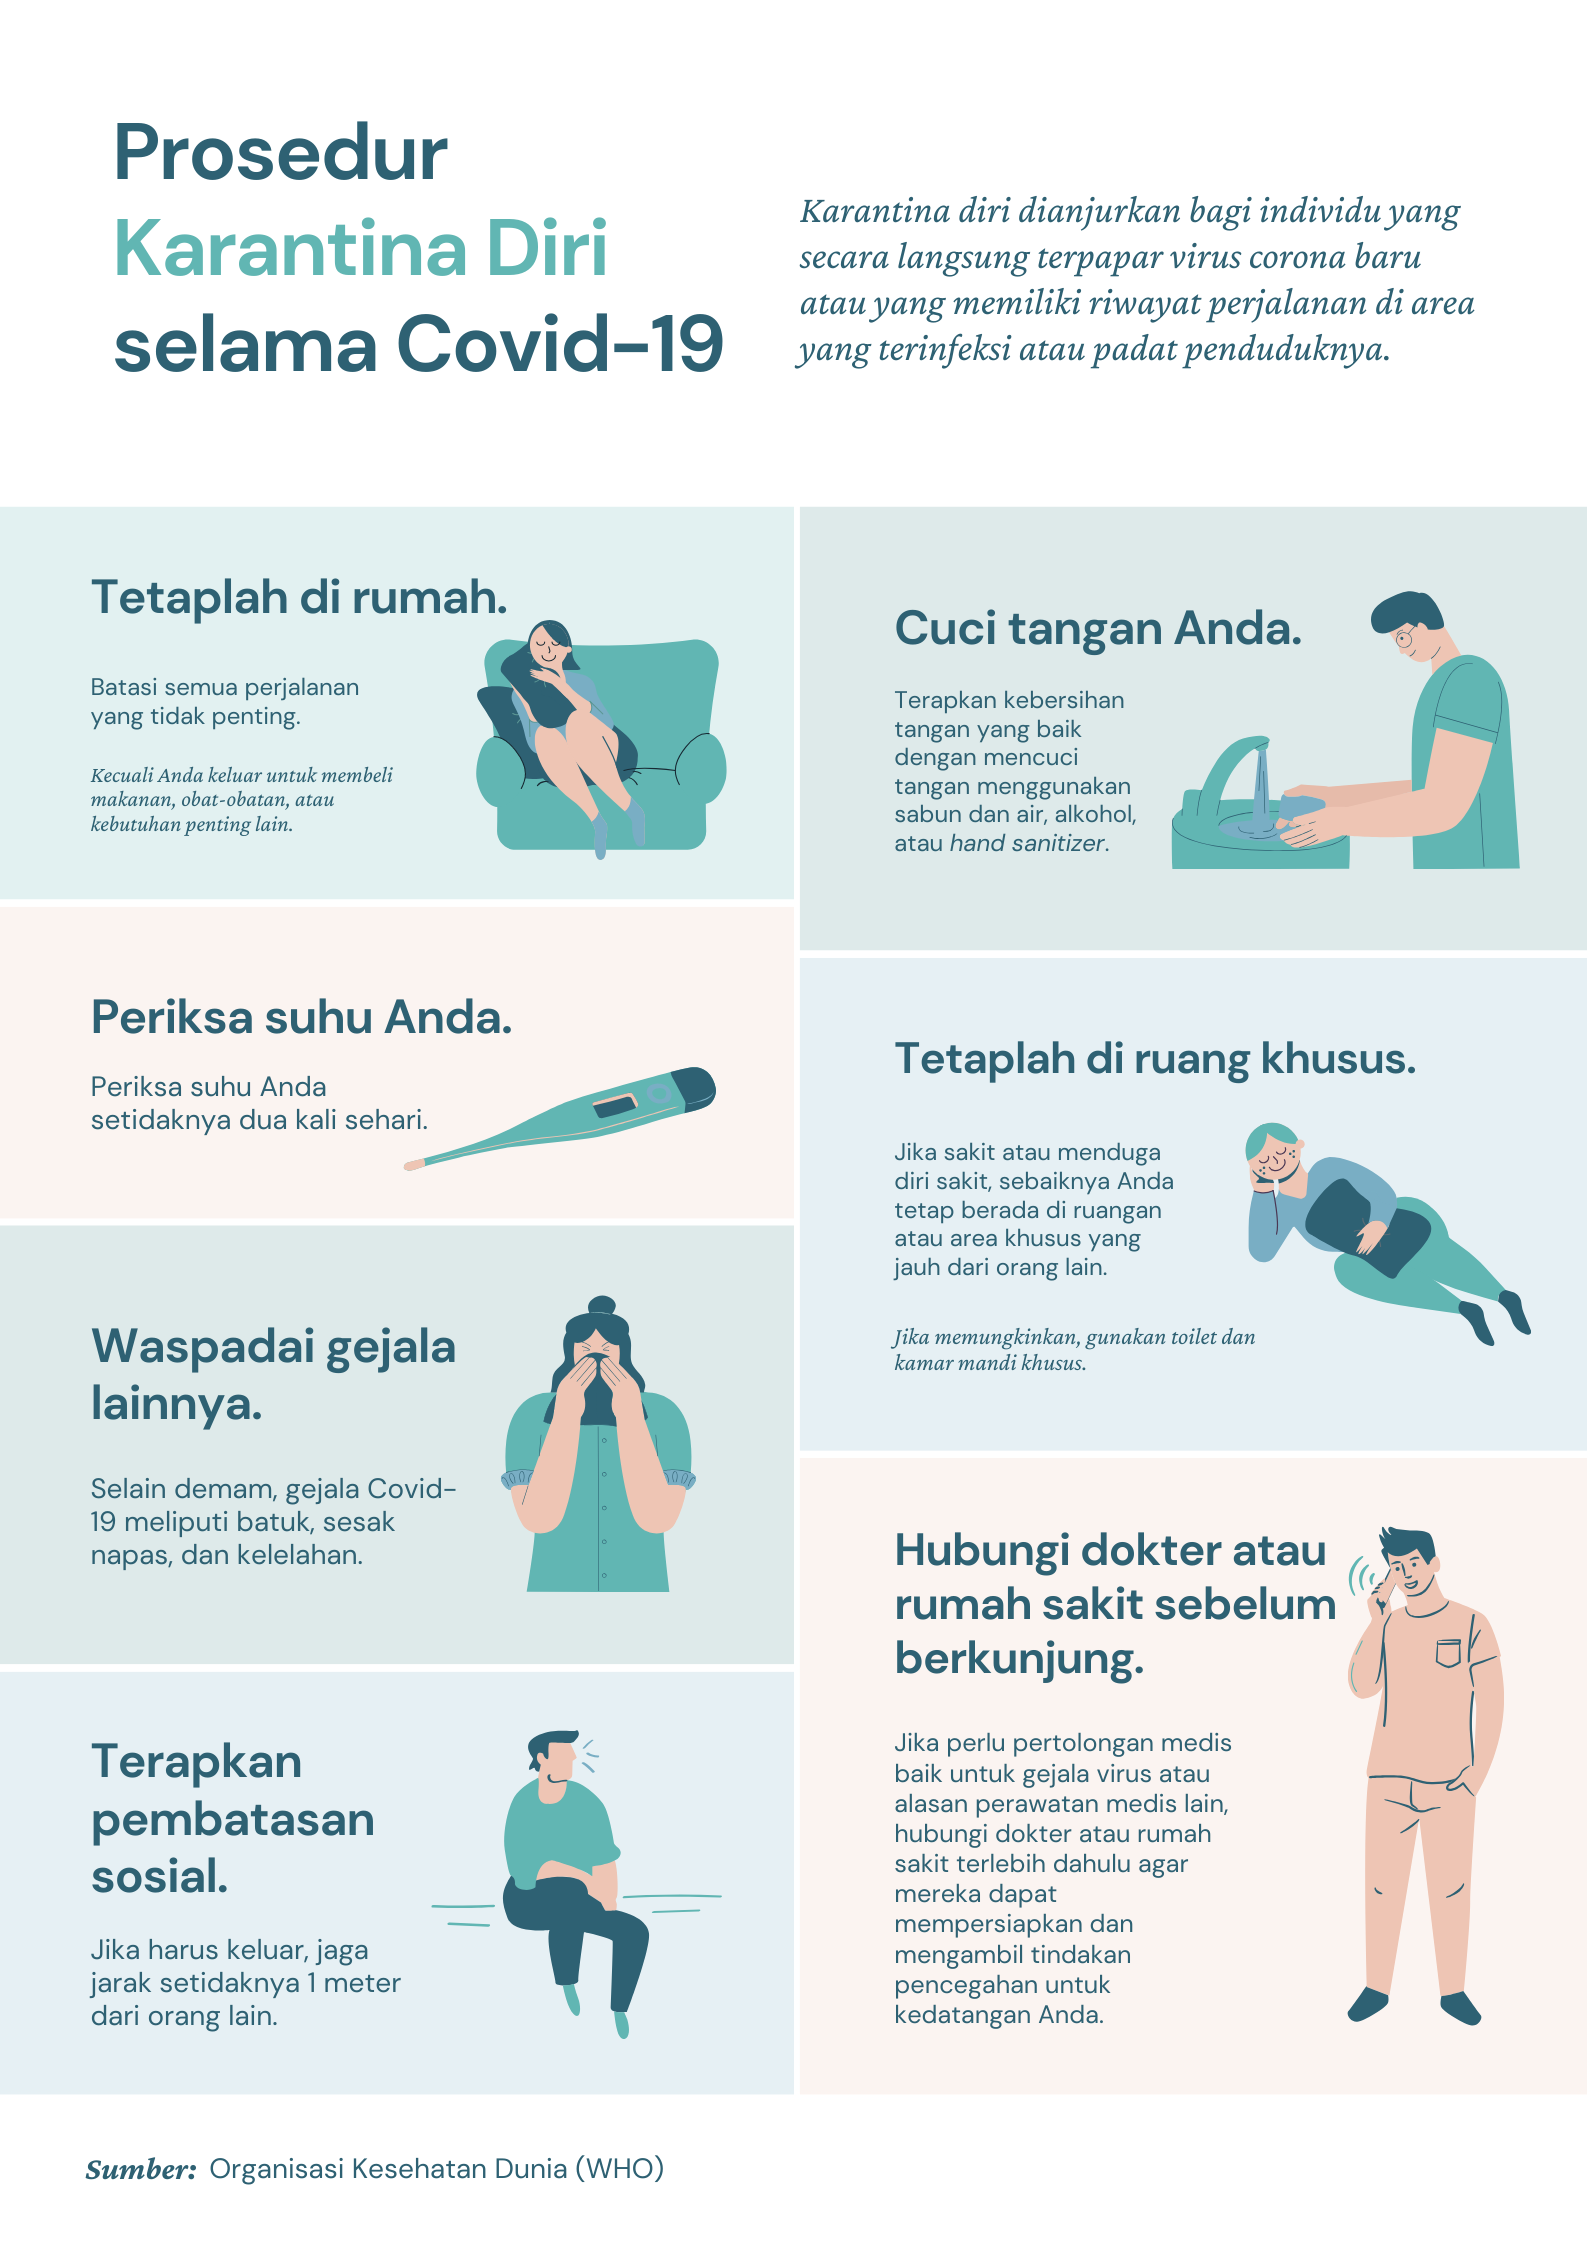 Prosedur
Karantina Diri
selama Covid-19
Karantina diri dianjurkan bagi individu yang
secara langsung terpapar virus corona baru
atau yang memiliki riwayat perjalanan di area
yang terinfeksi atau padat penduduknya.
Tetaplah di rumah.
Batasi semua perjalanan
yang tidak penting.
Kecuali Anda keluar untuk membeli
makanan, obat-obatan, atau
kebutuhan penting lain.
Cuci tangan Anda.
Terapkan kebersihan
tangan yang baik
dengan mencuci
tangan menggunakan
sabun dan air, alkohol,
atau hand sanitizer.
Periksa suhu Anda.
Periksa suhu Anda
setidaknya dua kali sehari.
Tetaplah di ruang khusus.
Jika sakit atau menduga
diri sakit, sebaiknya Anda
tetap berada di ruangan
atau area khusus yang
jauh dari orang lain.
Jika memungkinkan, gunakan toilet dan
kamar mandi khusus.
Waspadai gejala
lainnya.
Selain demam, gejala Covid-
19 meliputi batuk, sesak
napas, dan kelelahan.
Hubungi dokter atau
rumah sakit sebelum
berkunjung.
Jika perlu pertolongan medis
baik untuk gejala virus atau
alasan perawatan medis lain,
hubungi dokter atau rumah
sakit terlebih dahulu agar
mereka dapat
mempersiapkan dan
mengambil tindakan
pencegahan untuk
kedatangan Anda.
Terapkan
pembatasan
sosial.
Jika harus keluar, jaga
jarak setidaknya 1 meter
dari orang lain.
Sumber: Organisasi Kesehatan Dunia (WHO)